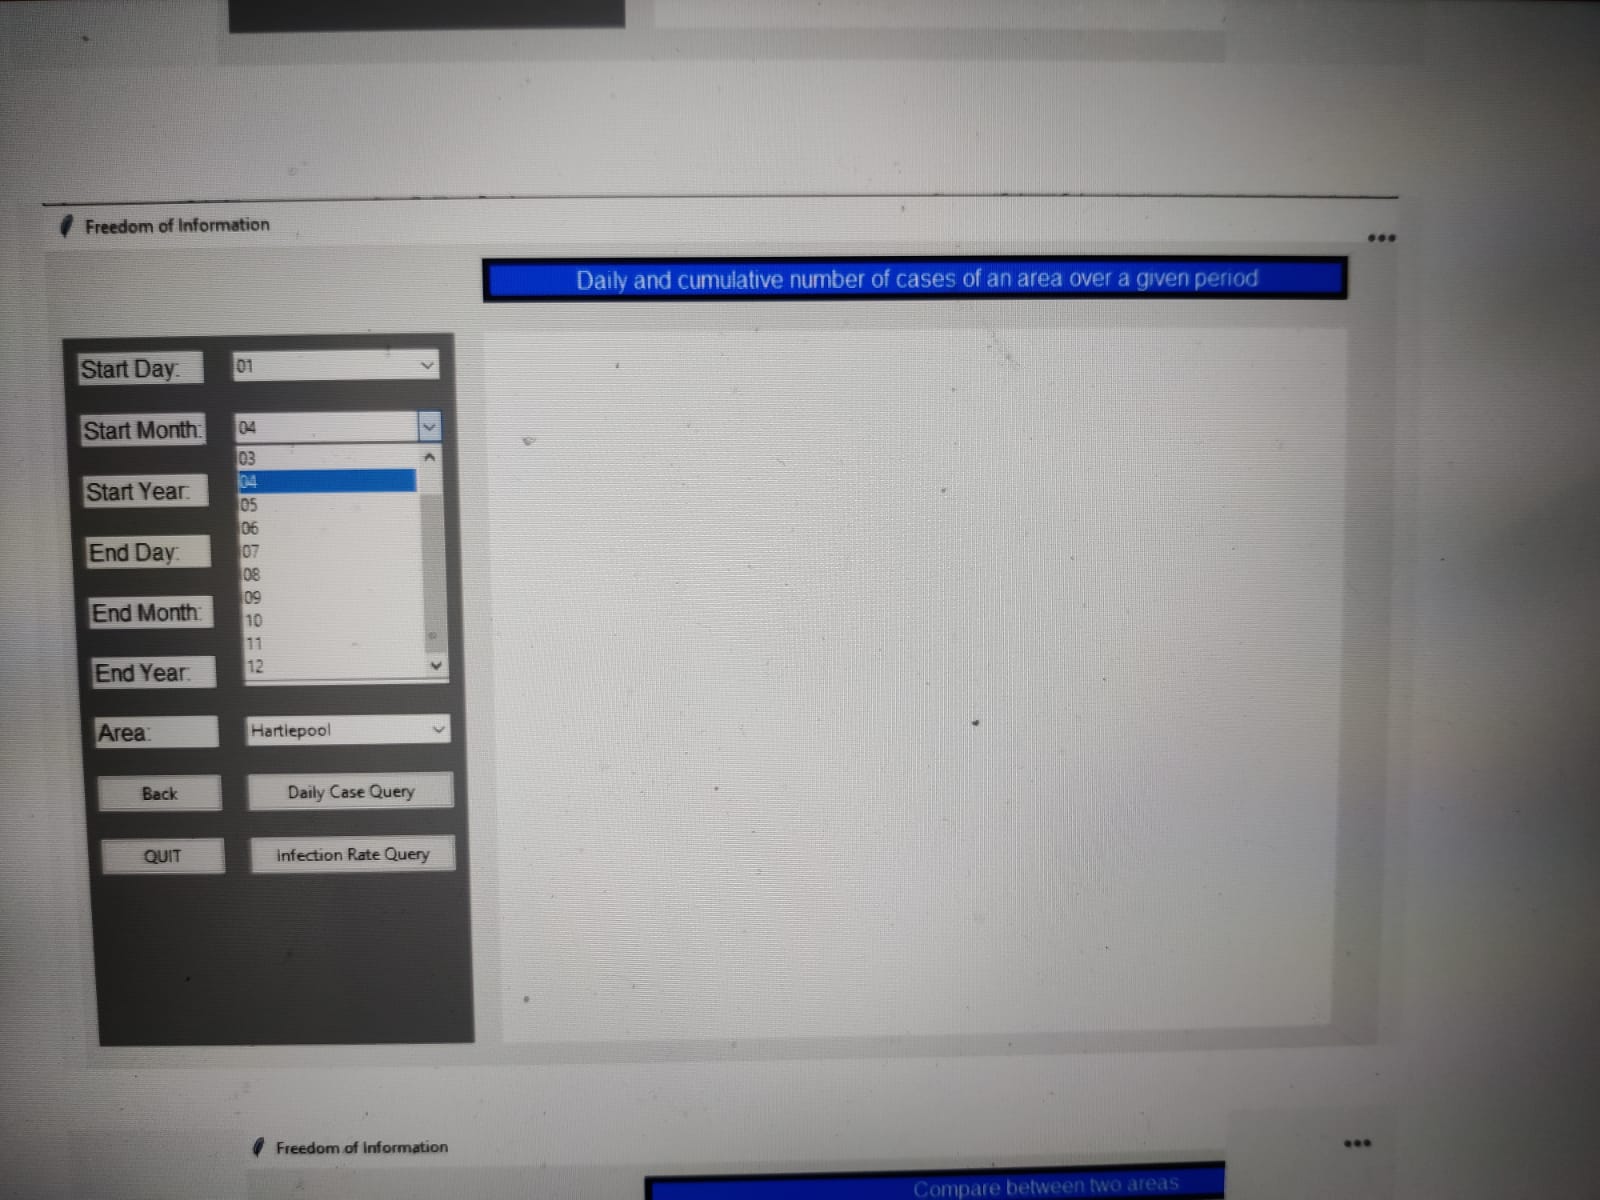 Freedom of Information
Daily and cumulative number of cases of an area over a given period
Start Day: 01
Start Month: 04
03
04
Start Year:
05
06
End Day:
07
08
09
End Month:
10
11
End Year:
12
Area: Hartlepool
Back Daily Case Query
QUIT Infection Rate Query
Freedom of Information
Compare between two areas